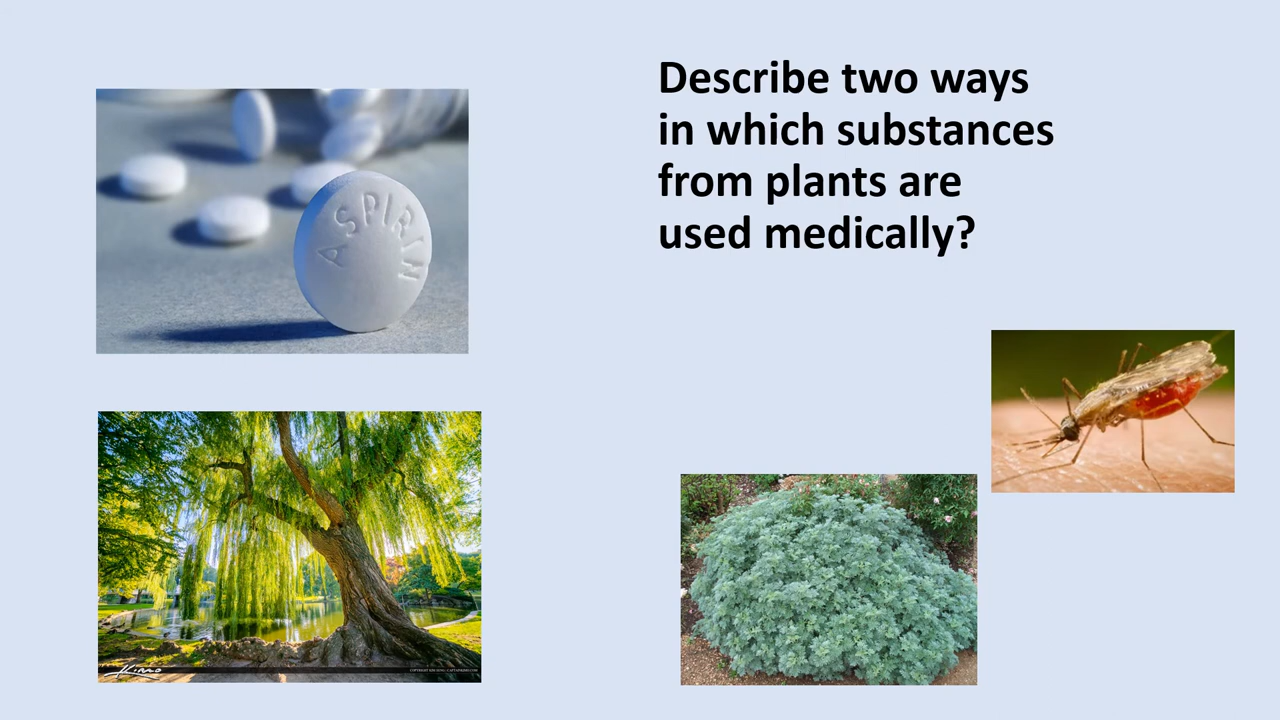 Describe two ways
in which substances
from plants are
used medically?
ASPIRIN